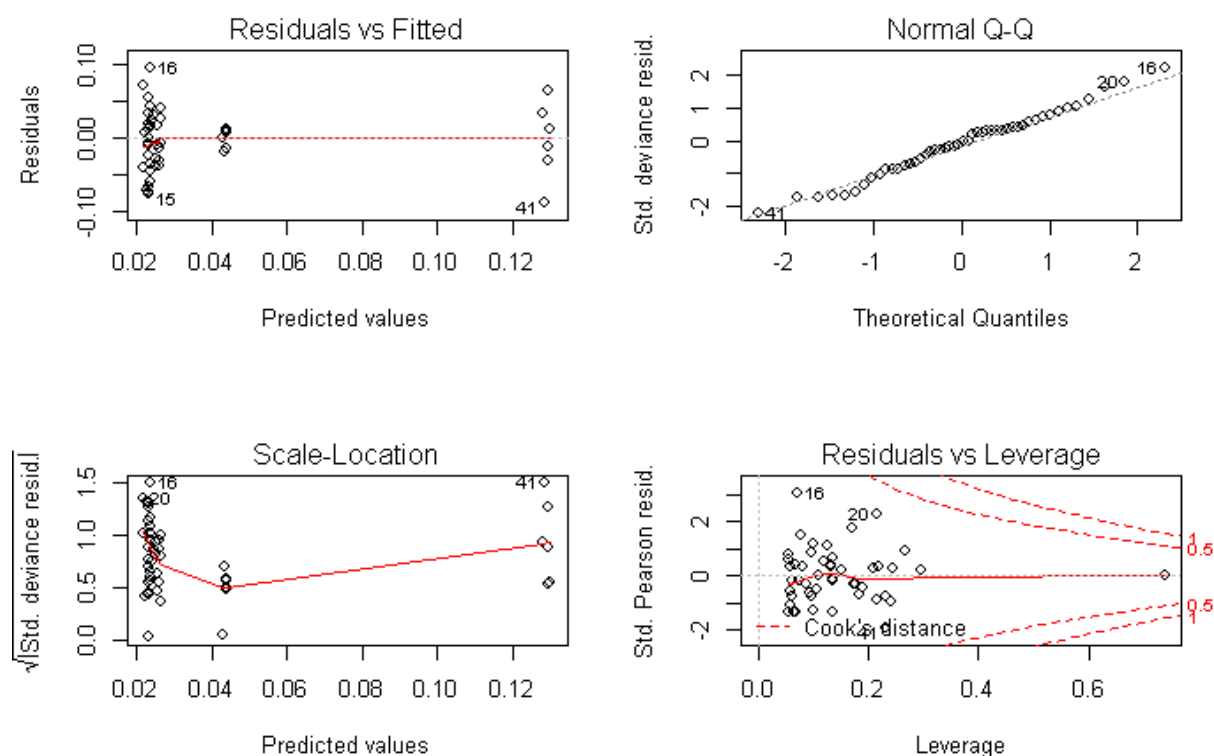 Residuals vs Fitted
Residuals
0.10
0.00
-0.10
16
15
41
0.02 0.04 0.06 0.08 0.10 0.12
Predicted values
Normal Q-Q
Std. deviance resid.
2
1
0
-2
20 16
41
-2 -1 0 1 2
Theoretical Quantiles
Scale-Location
√|Std. deviance resid.|
1.5
1.0
0.5
0.0
16
20
41
0.02 0.04 0.06 0.08 0.10 0.12
Predicted values
Residuals vs Leverage
Std. Pearson resid.
2
0
-2
16
20
41
Cook's distance
1
0.5
0.5
1
0.0 0.2 0.4 0.6
Leverage